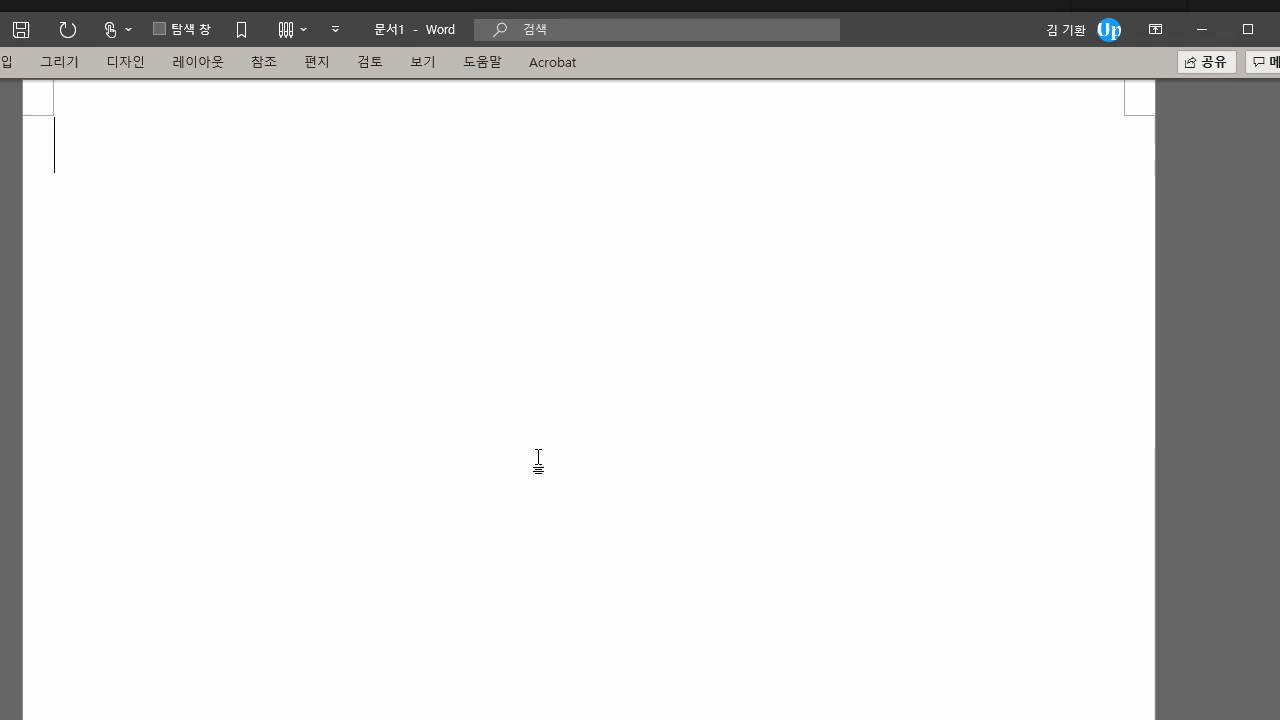 탐색 창
문서1 - Word
검색
김 기환
Up
입 그리기 디자인 레이아웃 참조 편지 검토 보기 도움말 Acrobat
공유
메